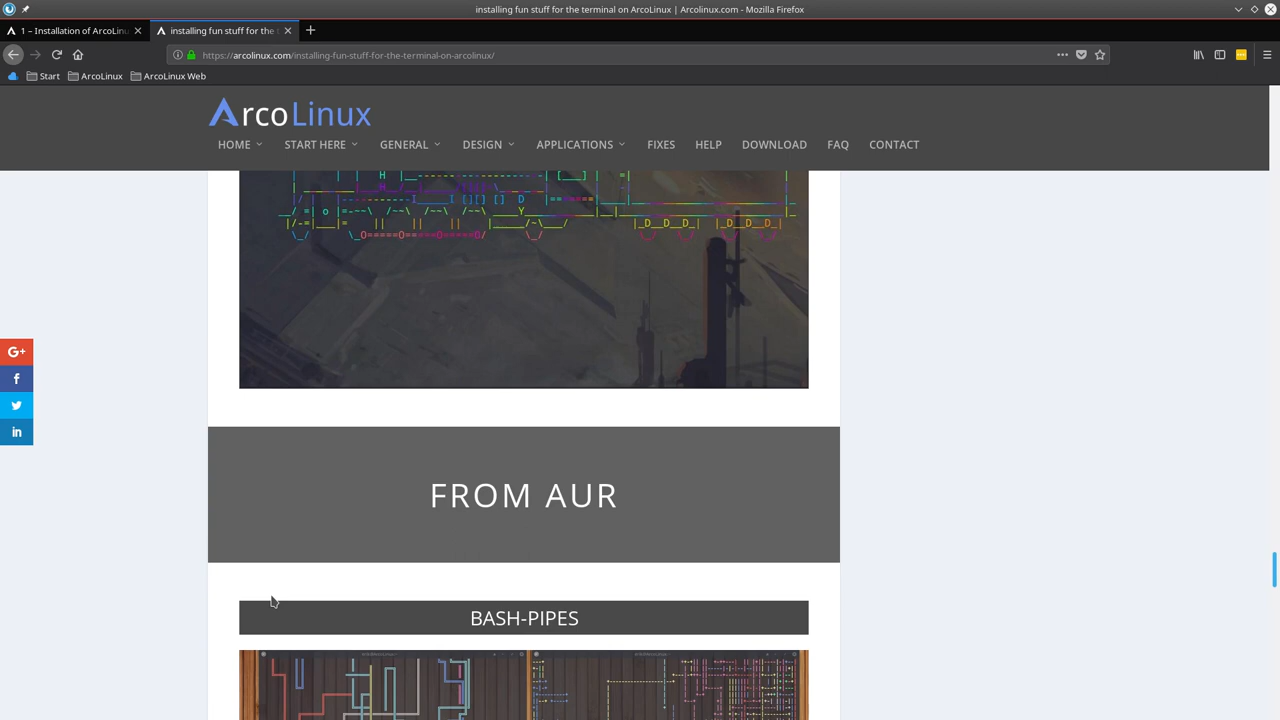 installing fun stuff for the terminal on ArcoLinux | Arcolinux.com - Mozilla Firefox
1 – Installation of ArcoLinu
installing fun stuff for the t
https://arcolinux.com/installing-fun-stuff-for-the-terminal-on-arcolinux/
Start
ArcoLinux
ArcoLinux Web
ArcoLinux
HOME
START HERE
GENERAL
DESIGN
APPLICATIONS
FIXES
HELP
DOWNLOAD
FAQ
CONTACT
G+
f
in
FROM AUR
BASH-PIPES